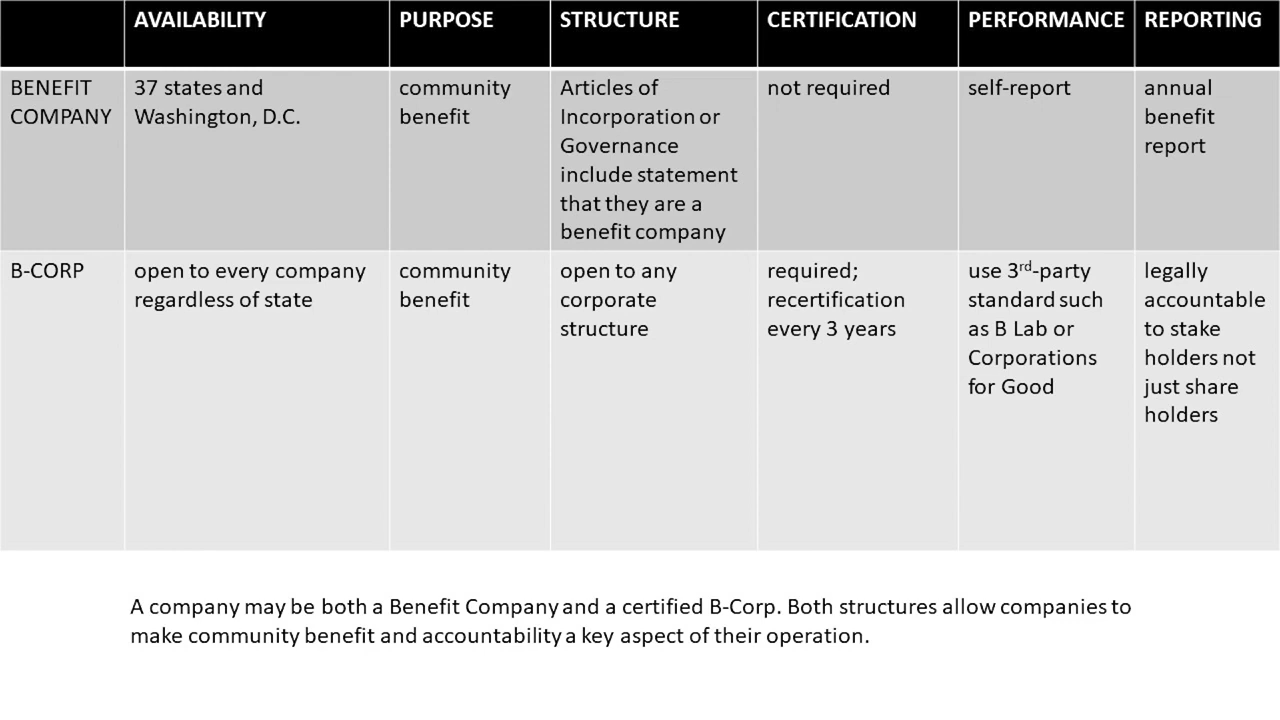 AVAILABILITY PURPOSE STRUCTURE CERTIFICATION PERFORMANCE REPORTING
BENEFIT
COMPANY
37 states and
Washington, D.C.
community
benefit
Articles of
Incorporation or
Governance
include statement
that they are a
benefit company
not required
self-report
annual
benefit
report
B-CORP
open to every company
regardless of state
community
benefit
open to any
corporate
structure
required;
recertification
every 3 years
use 3rd-party
standard such
as B Lab or
Corporations
for Good
legally
accountable
to stake
holders not
just share
holders
A company may be both a Benefit Company and a certified B-Corp. Both structures allow companies to
make community benefit and accountability a key aspect of their operation.